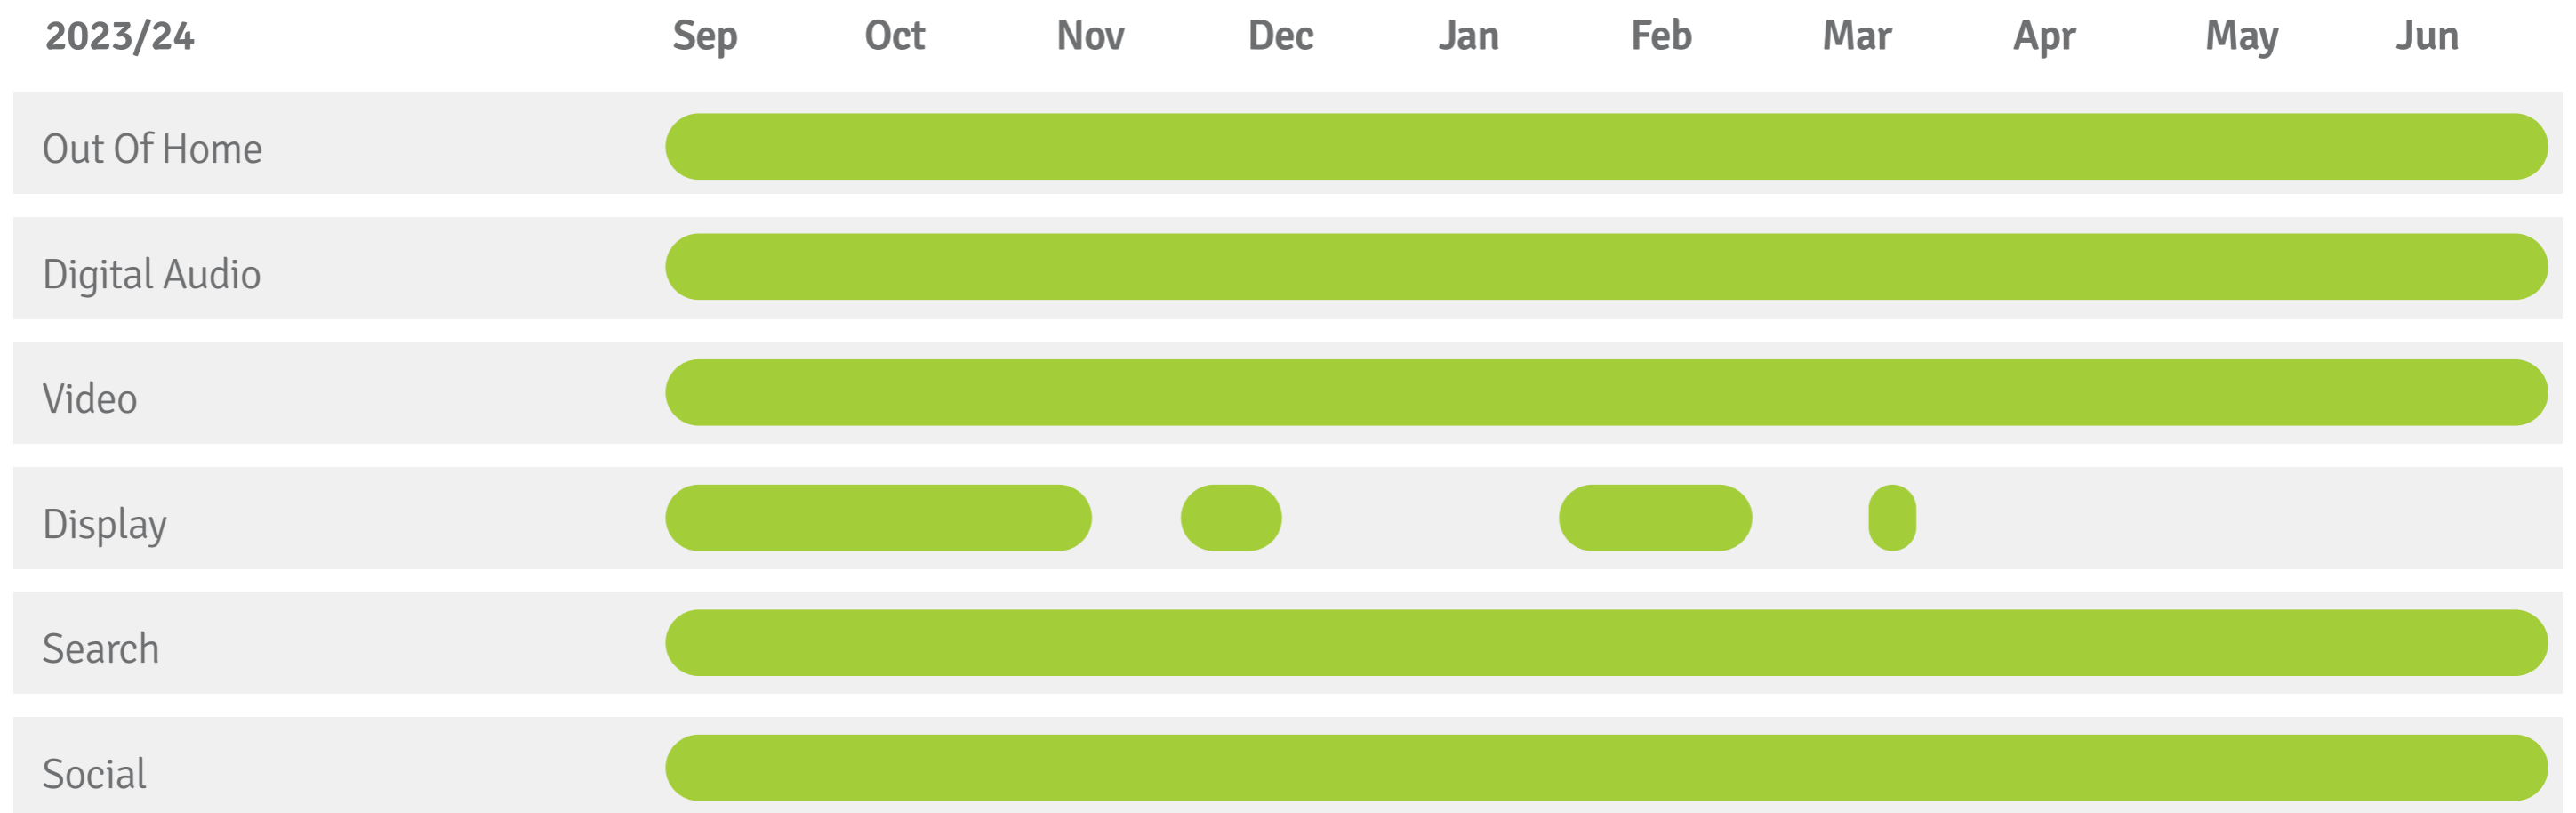 2023/24 Sep Oct Nov Dec Jan Feb Mar Apr May Jun
Out Of Home
Digital Audio
Video
Display
Search
Social